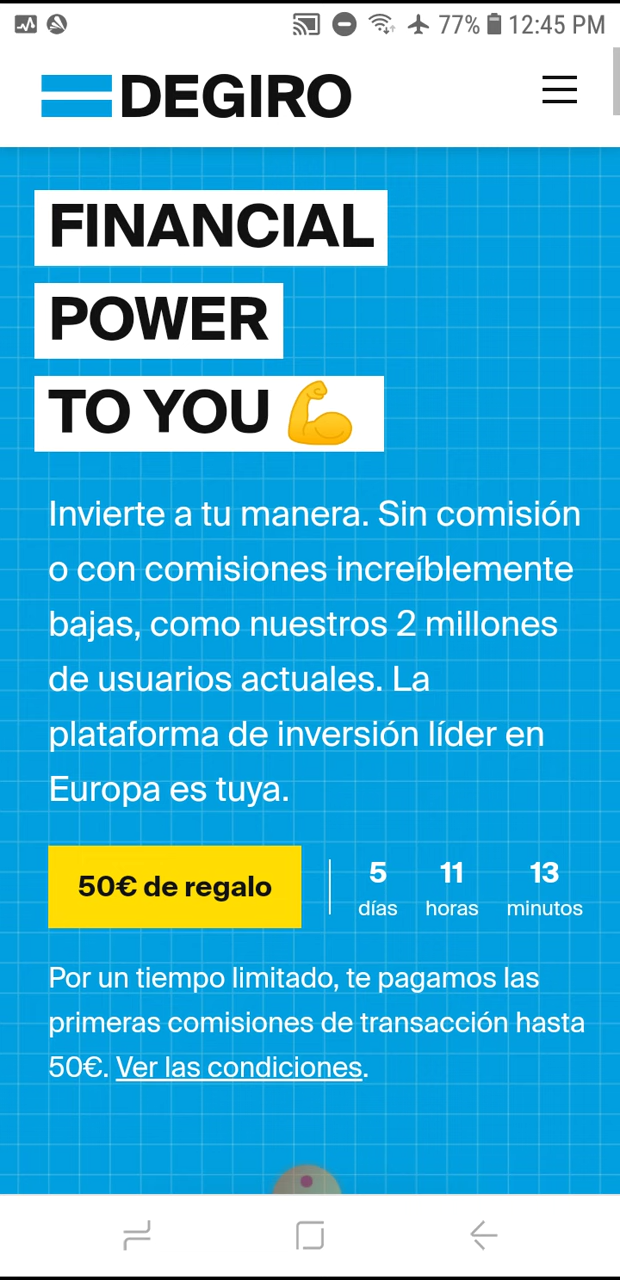 77% 12:45 PM
DEGIRO
FINANCIAL
POWER
TO YOU 💪
Invierte a tu manera. Sin comisión
o con comisiones increíblemente
bajas, como nuestros 2 millones
de usuarios actuales. La
plataforma de inversión líder en
Europa es tuya.
50€ de regalo
5 11 13
días horas minutos
Por un tiempo limitado, te pagamos las
primeras comisiones de transacción hasta
50€. Ver las condiciones.